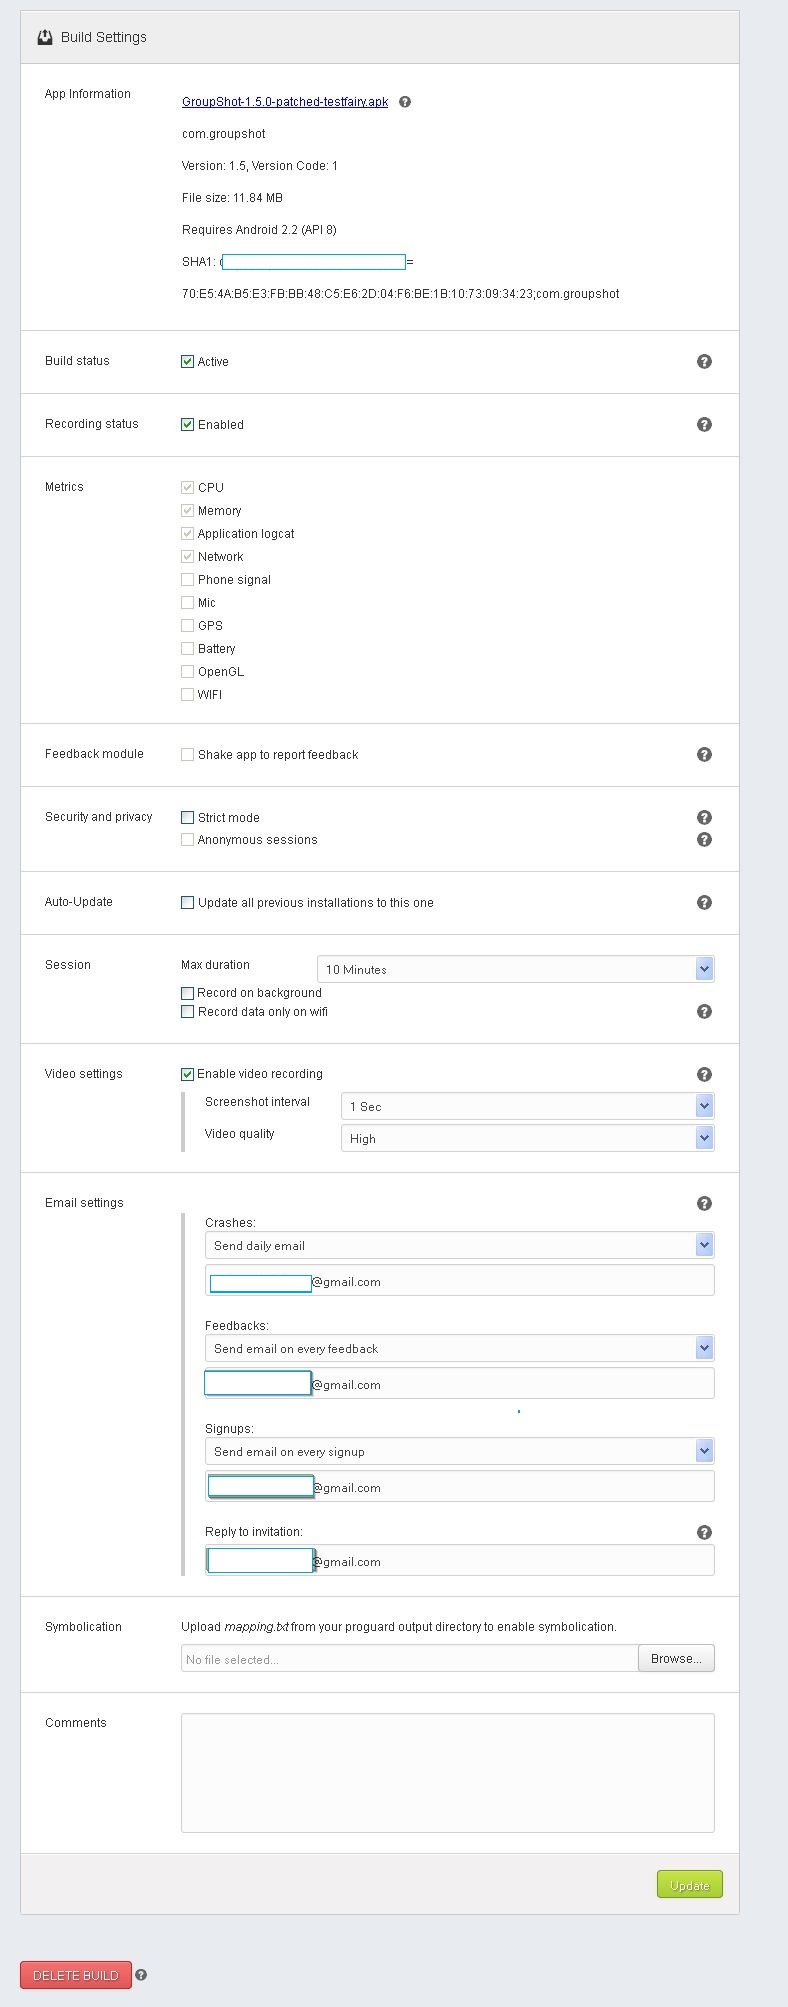 Build Settings
App Information
GroupShot-1.5.0-patched-testfairy.apk ?
com.groupshot
Version: 1.5, Version Code: 1
File size: 11.84 MB
Requires Android 2.2 (API 8)
SHA1: =
70:E5:4A:B5:E3:FB:BB:48:C5:E6:2D:04:F6:BE:1B:10:73:09:34:23;com.groupshot
Build status Active ?
Recording status Enabled ?
Metrics CPU
Memory
Application logcat
Network
Phone signal
Mic
GPS
Battery
OpenGL
WIFI
Feedback module Shake app to report feedback ?
Security and privacy Strict mode ?
Anonymous sessions ?
Auto-Update Update all previous installations to this one ?
Session Max duration 10 Minutes
Record on background
Record data only on wifi ?
Video settings Enable video recording ?
Screenshot interval 1 Sec
Video quality High
Email settings ?
Crashes:
Send daily email
@gmail.com
Feedbacks:
Send email on every feedback
@gmail.com
Signups:
Send email on every signup
@gmail.com
Reply to invitation: ?
@gmail.com
Symbolication Upload mapping.txt from your proguard output directory to enable symbolication.
No file selected... Browse...
Comments
Update
DELETE BUILD ?